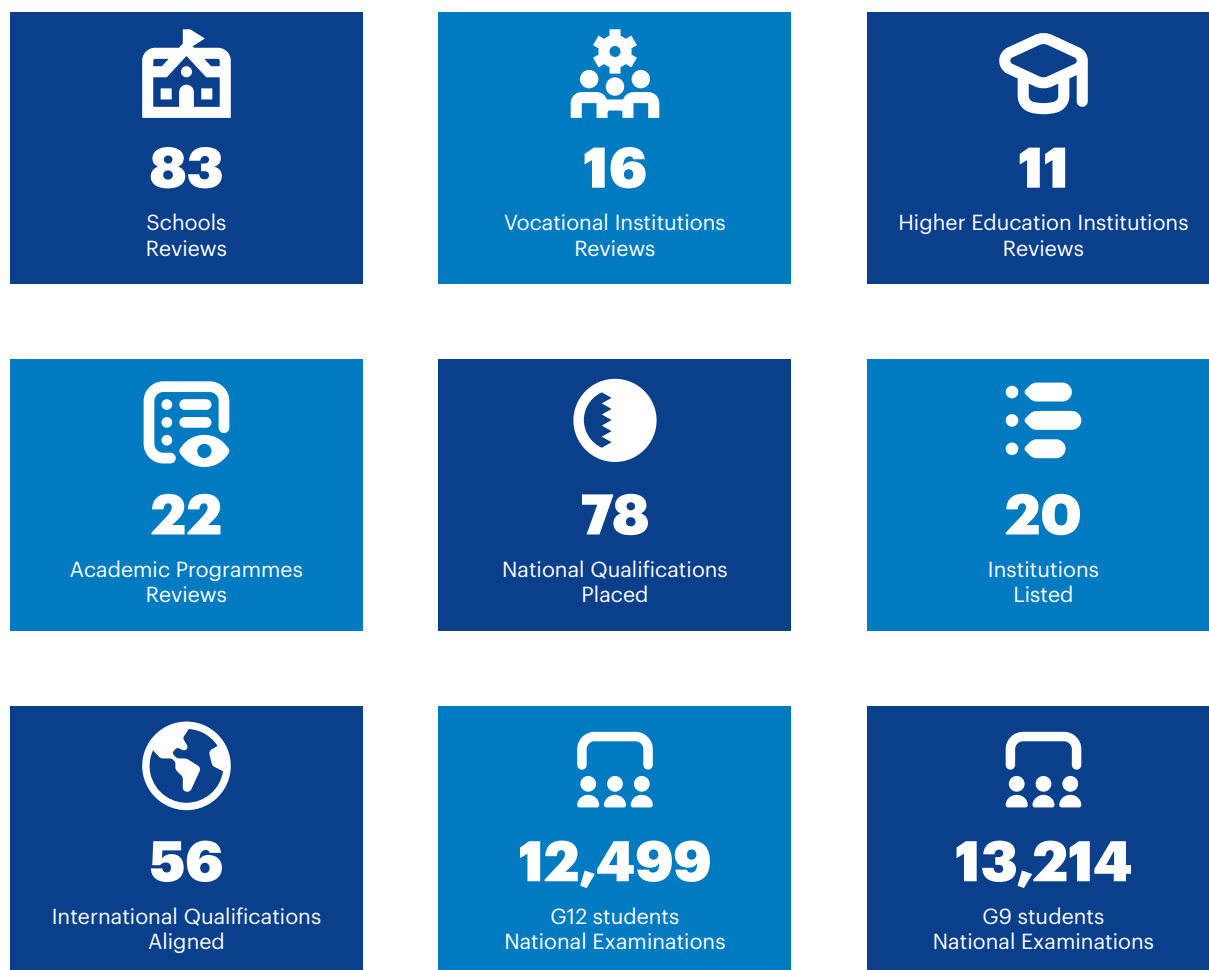 83
Schools
Reviews
16
Vocational Institutions
Reviews
11
Higher Education Institutions
Reviews
22
Academic Programmes
Reviews
78
National Qualifications
Placed
20
Institutions
Listed
56
International Qualifications
Aligned
12,499
G12 students
National Examinations
13,214
G9 students
National Examinations